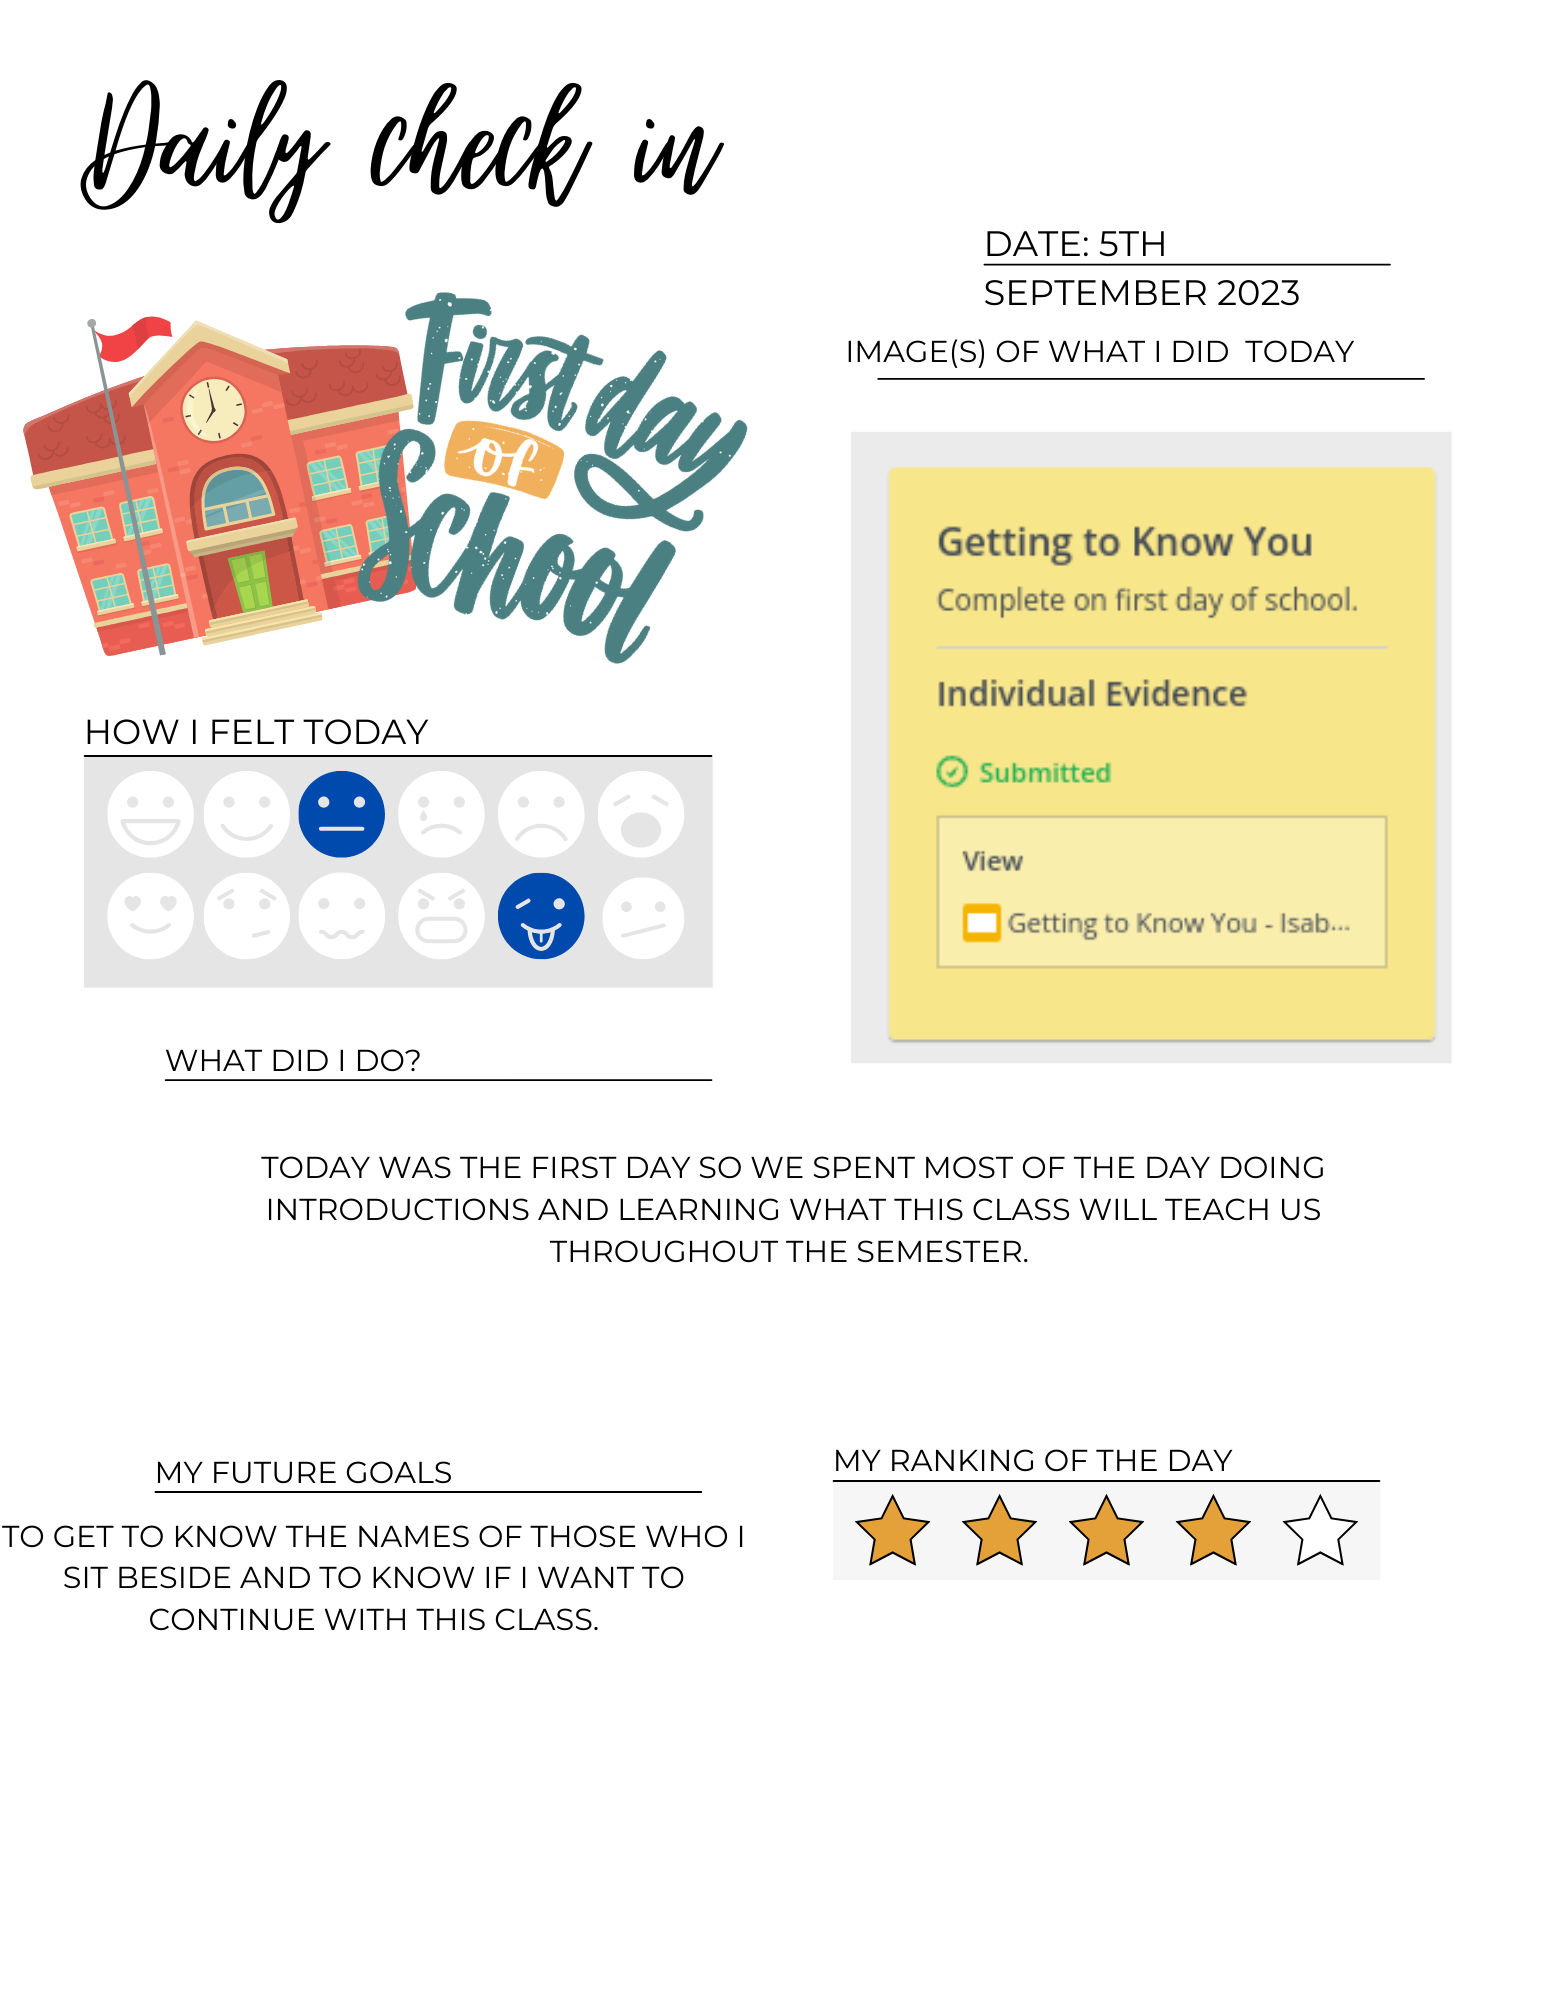 Daily check in
DATE: 5TH
SEPTEMBER 2023
First day
of
School
IMAGE(S) OF WHAT I DID TODAY
Getting to Know You
Complete on first day of school.
Individual Evidence
Submitted
View
Getting to Know You - Isab...
HOW I FELT TODAY
WHAT DID I DO?
TODAY WAS THE FIRST DAY SO WE SPENT MOST OF THE DAY DOING
INTRODUCTIONS AND LEARNING WHAT THIS CLASS WILL TEACH US
THROUGHOUT THE SEMESTER.
MY FUTURE GOALS
TO GET TO KNOW THE NAMES OF THOSE WHO I
SIT BESIDE AND TO KNOW IF I WANT TO
CONTINUE WITH THIS CLASS.
MY RANKING OF THE DAY